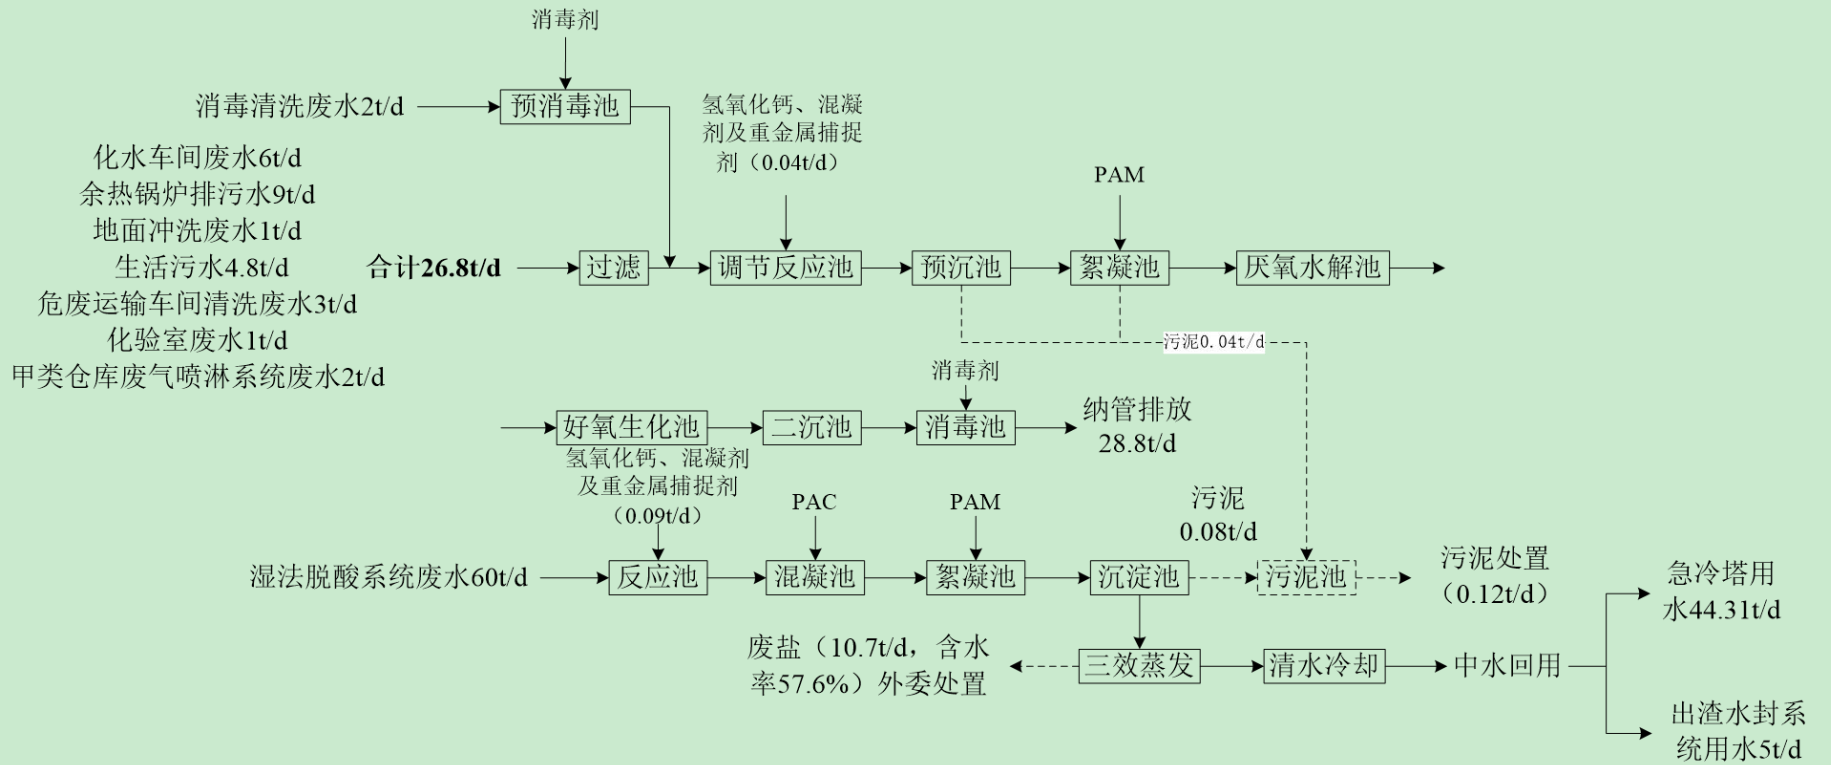 消毒剂
消毒清洗废水2t/d
预消毒池
氢氧化钙、混凝
剂及重金属捕捉
剂（0.04t/d）
化水车间废水6t/d
余热锅炉排污水9t/d
地面冲洗废水1t/d
生活污水4.8t/d
危废运输车间清洗废水3t/d
化验室废水1t/d
甲类仓库废气喷淋系统废水2t/d
合计26.8t/d
过滤
调节反应池
预沉池
PAM
絮凝池
厌氧水解池
污泥0.04t/d
好氧生化池
二沉池
消毒剂
消毒池
纳管排放
28.8t/d
氢氧化钙、混凝剂
及重金属捕捉剂
（0.09t/d）
PAC
PAM
污泥
0.08t/d
湿法脱酸系统废水60t/d
反应池
混凝池
絮凝池
沉淀池
污泥池
污泥处置
（0.12t/d）
废盐（10.7t/d，含水
率57.6%）外委处置
三效蒸发
清水冷却
中水回用
急冷塔用
水44.31t/d
出渣水封系
统用水5t/d